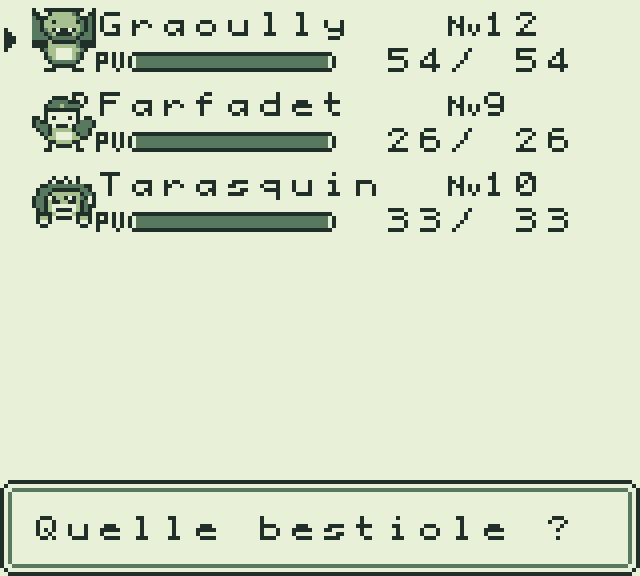 Graoully Nv12
PV 54/ 54
Farfadet Nv9
PV 26/ 26
Tarasquin Nv10
PV 33/ 33
Quelle bestiole ?